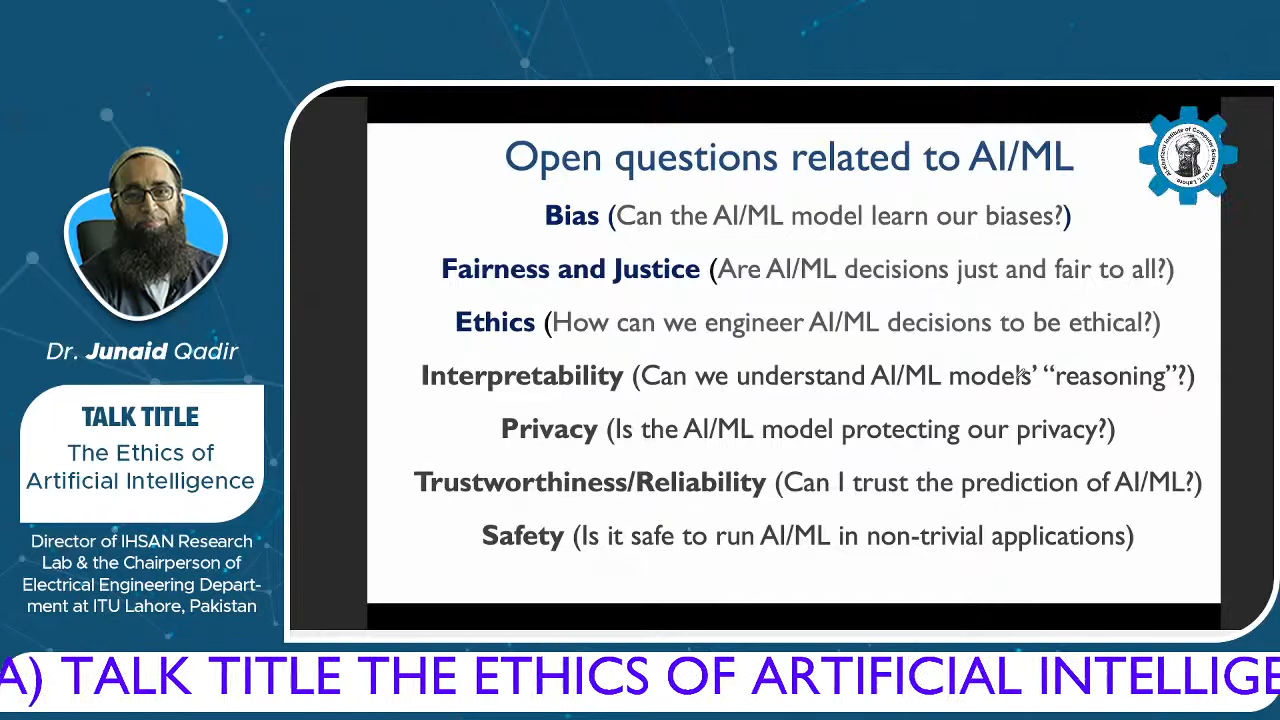 Dr. Junaid Qadir
TALK TITLE
The Ethics of
Artificial Intelligence
Director of IHSAN Research
Lab & the Chairperson of
Electrical Engineering Depart-
ment at ITU Lahore, Pakistan
Open questions related to AI/ML
Bias (Can the AI/ML model learn our biases?)
Fairness and Justice (Are AI/ML decisions just and fair to all?)
Ethics (How can we engineer AI/ML decisions to be ethical?)
Interpretability (Can we understand AI/ML models’ “reasoning”?)
Privacy (Is the AI/ML model protecting our privacy?)
Trustworthiness/Reliability (Can I trust the prediction of AI/ML?)
Safety (Is it safe to run AI/ML in non-trivial applications)
A) TALK TITLE THE ETHICS OF ARTIFICIAL INTELLIGE